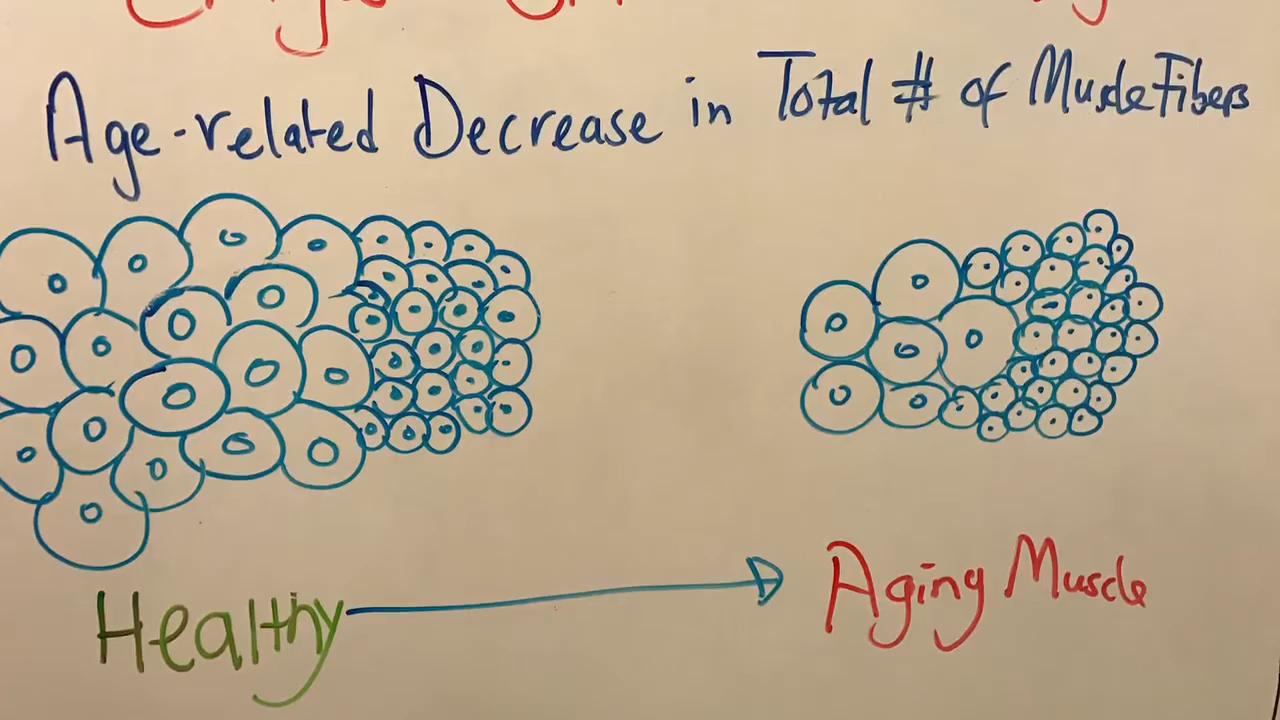 Age-related Decrease in Total # of Muscle Fibers
Healthy
Aging Muscle